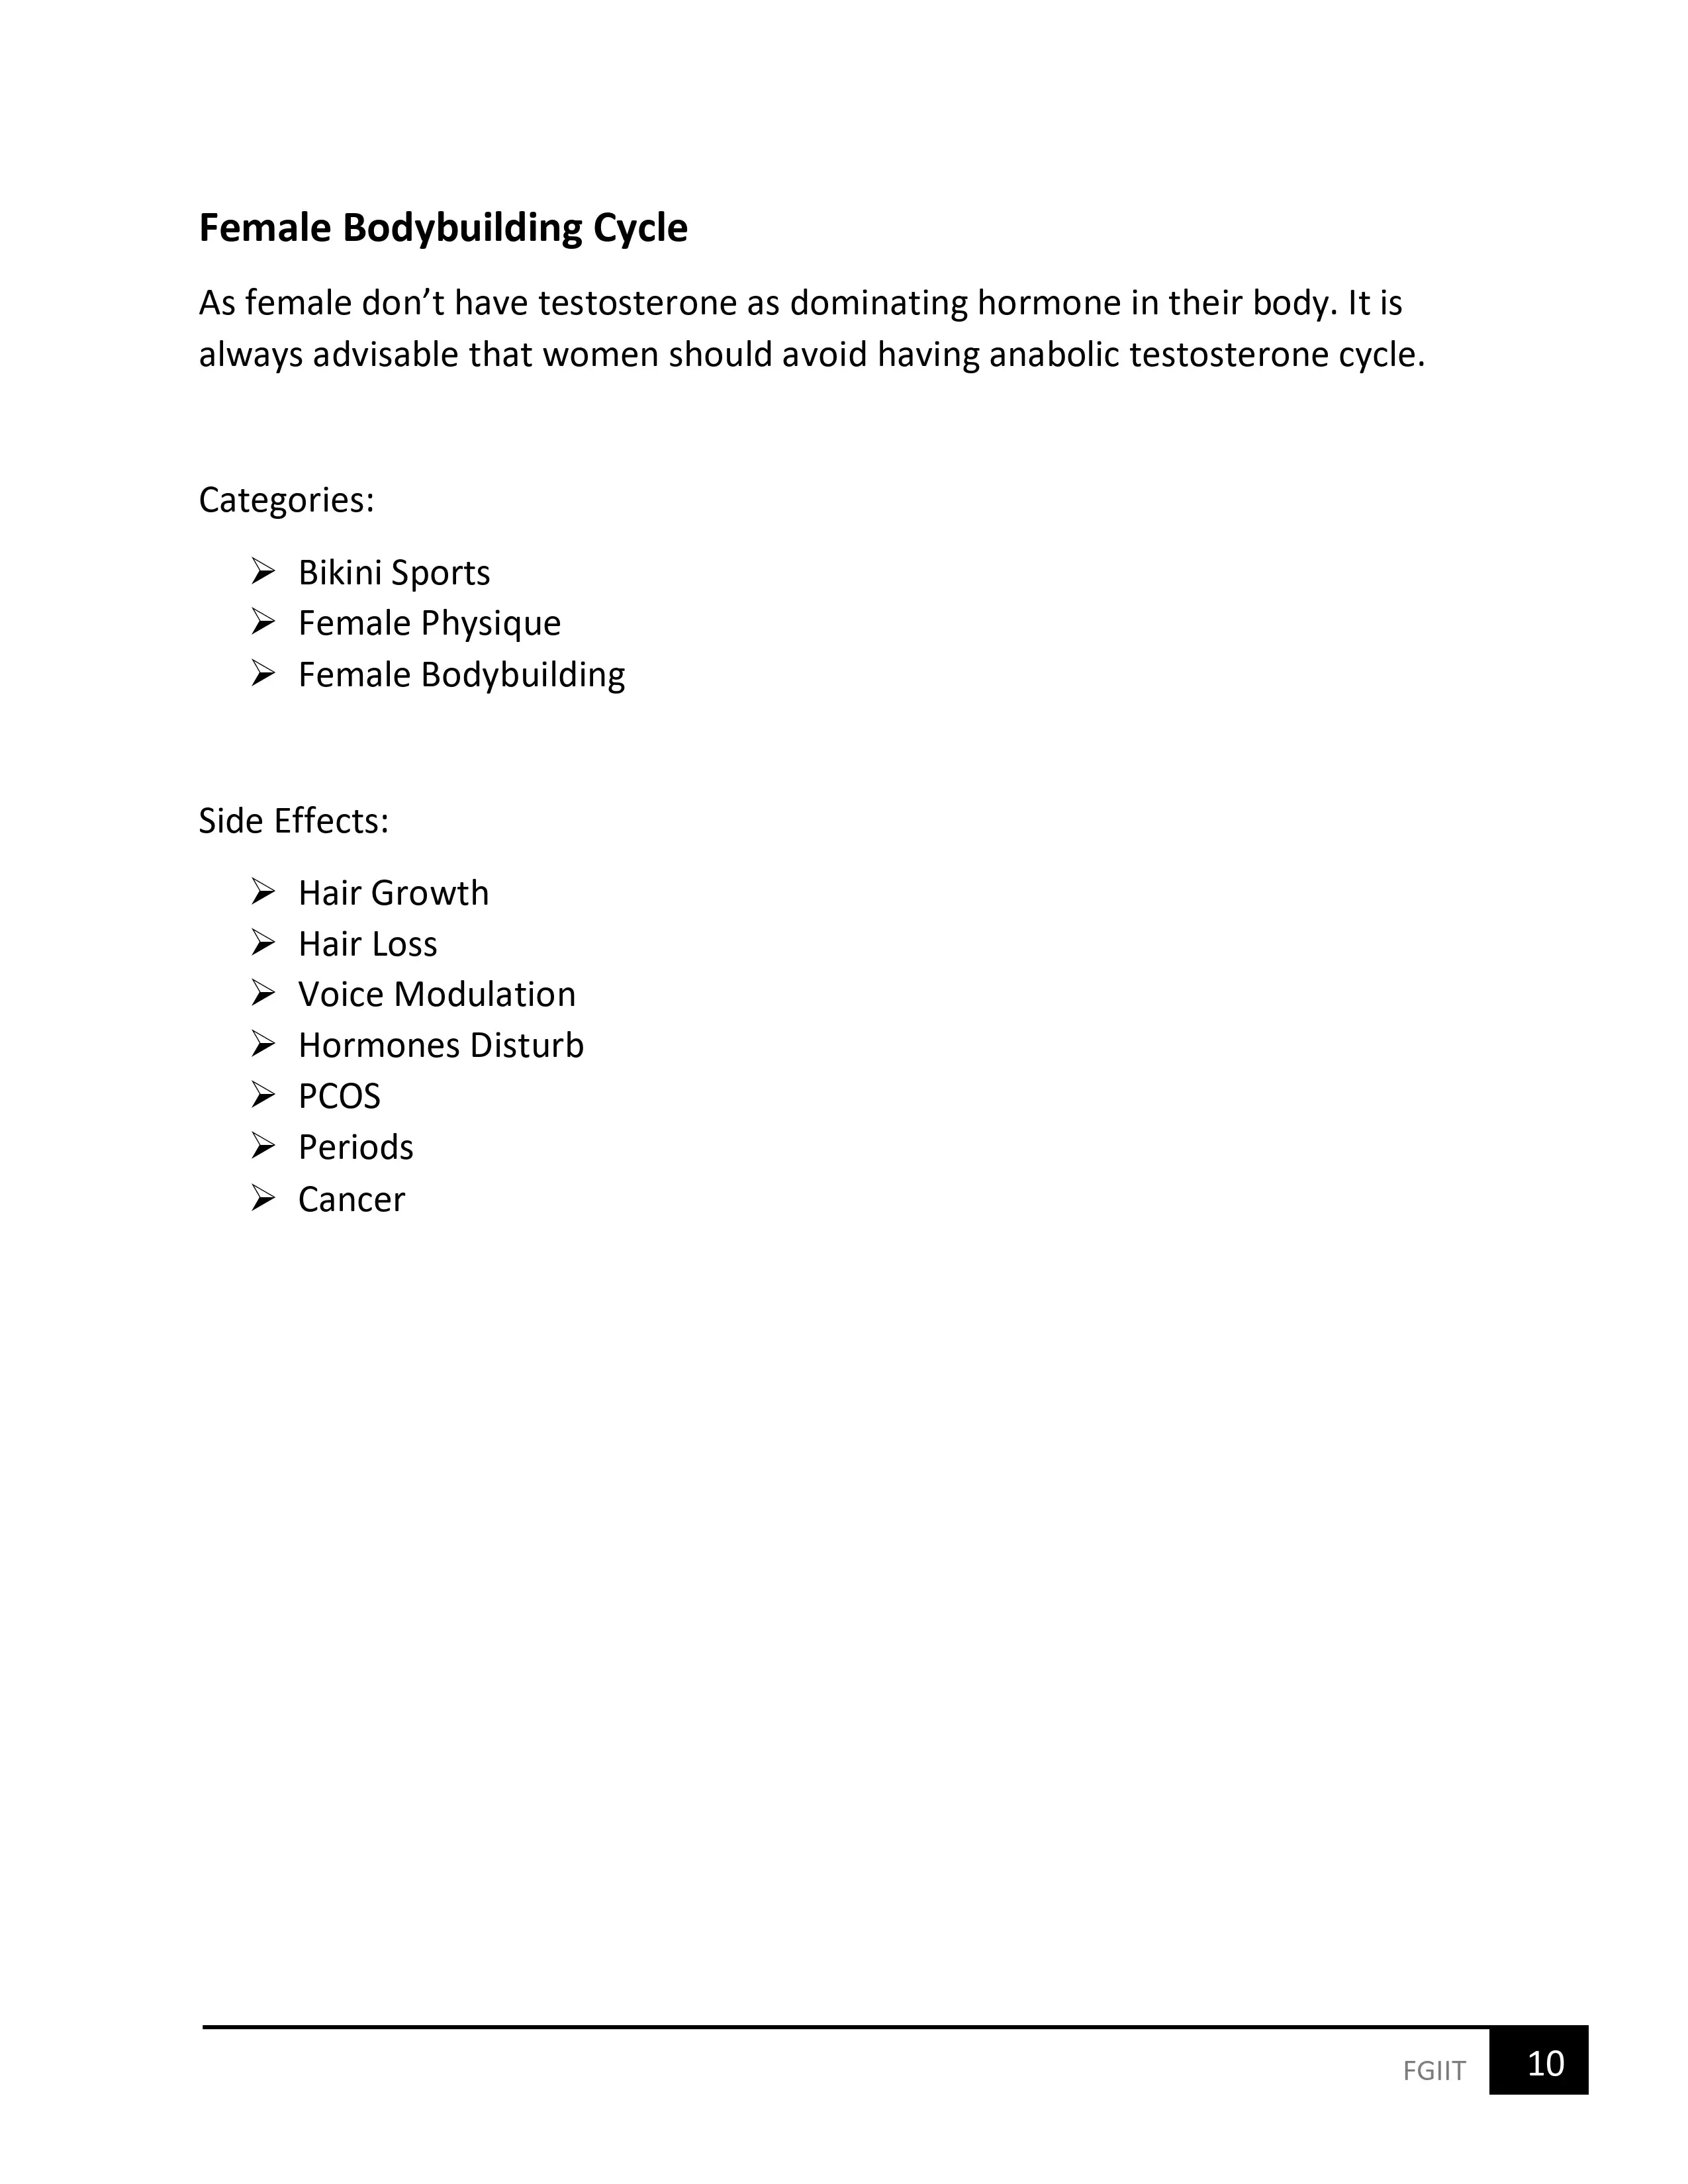 Female Bodybuilding Cycle
As female don’t have testosterone as dominating hormone in their body. It is
always advisable that women should avoid having anabolic testosterone cycle.
Categories:
➢ Bikini Sports
➢ Female Physique
➢ Female Bodybuilding
Side Effects:
➢ Hair Growth
➢ Hair Loss
➢ Voice Modulation
➢ Hormones Disturb
➢ PCOS
➢ Periods
➢ Cancer
FGIIT 10